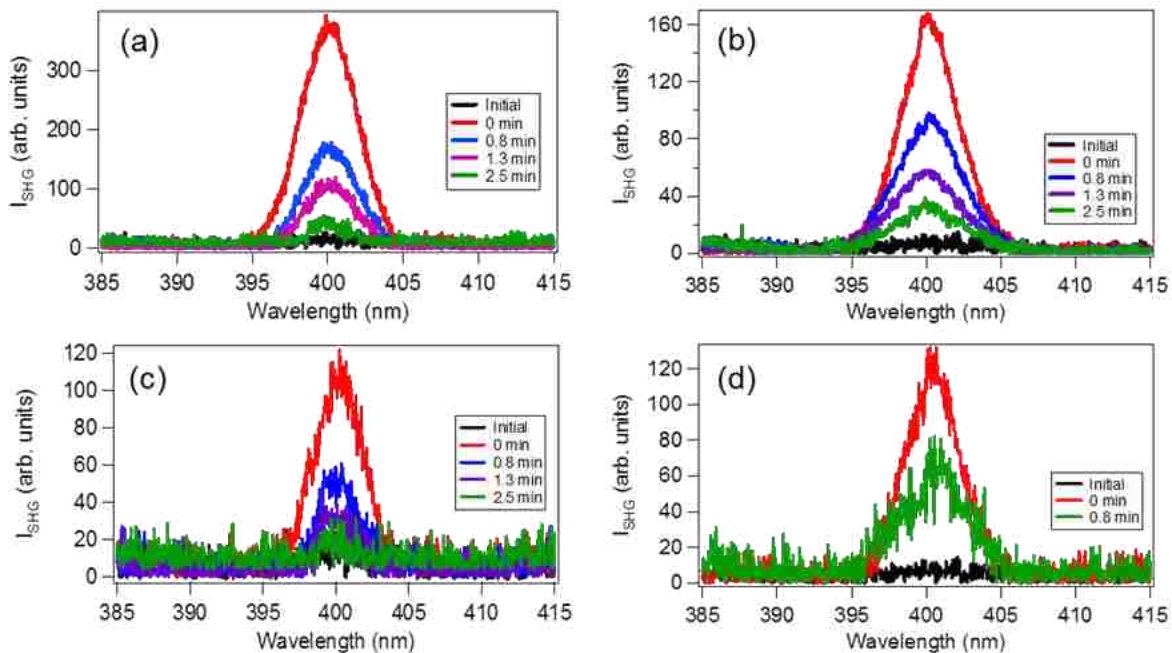 (a)
I_SHG (arb. units)
300
200
100
0
Initial
0 min
0.8 min
1.3 min
2.5 min
385 390 395 400 405 410 415
Wavelength (nm)
(b)
I_SHG (arb. units)
160
120
80
40
0
Initial
0 min
0.8 min
1.3 min
2.5 min
385 390 395 400 405 410 415
Wavelength (nm)
(c)
I_SHG (arb. units)
120
100
80
60
40
20
0
Initial
0 min
0.8 min
1.3 min
2.5 min
385 390 395 400 405 410 415
Wavelength (nm)
(d)
I_SHG (arb. units)
120
100
80
60
40
20
0
Initial
0 min
0.8 min
385 390 395 400 405 410 415
Wavelength (nm)